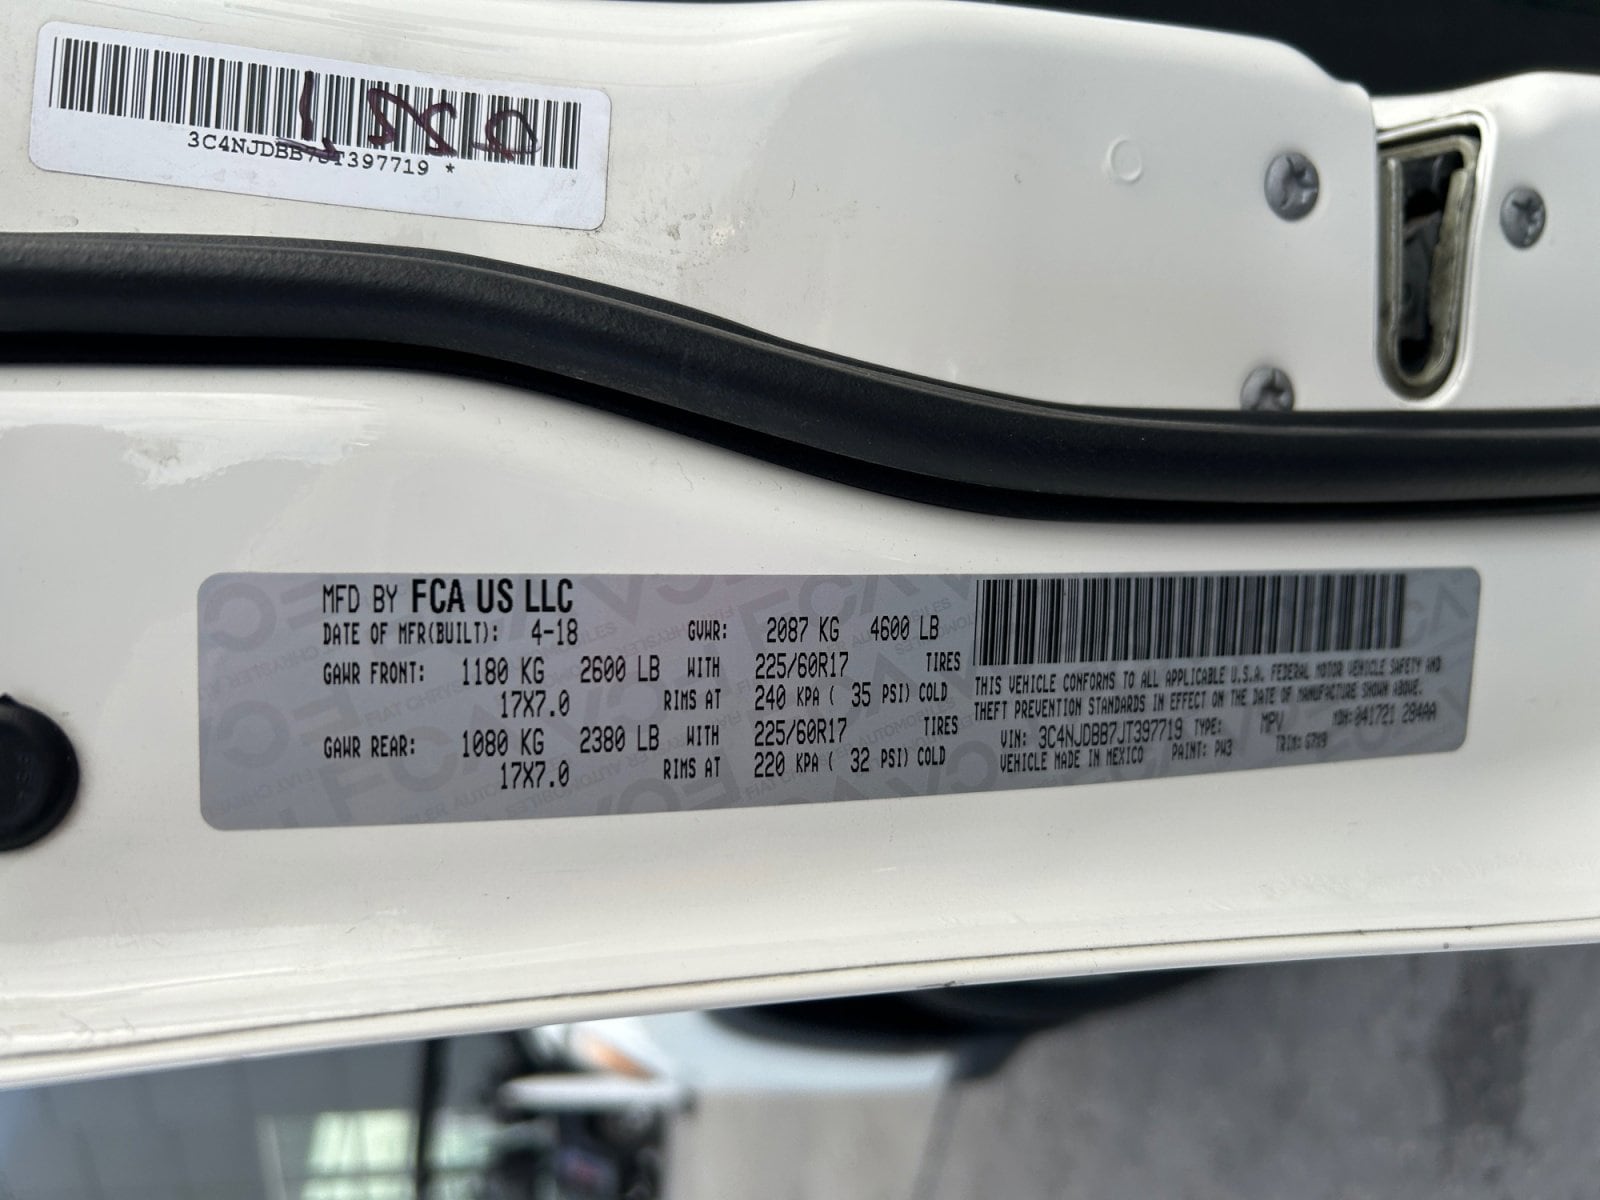 3C4NJDBB7JT397719 *
MFD BY FCA US LLC
DATE OF MFR(BUILT): 4-18 GVWR: 2087 KG 4600 LB
GAWR FRONT: 1180 KG 2600 LB WITH 225/60R17 TIRES
17X7.0 RIMS AT 240 KPA ( 35 PSI) COLD
GAWR REAR: 1080 KG 2380 LB WITH 225/60R17 TIRES
17X7.0 RIMS AT 220 KPA ( 32 PSI) COLD
THIS VEHICLE CONFORMS TO ALL APPLICABLE U.S.A. FEDERAL MOTOR VEHICLE SAFETY AND
THEFT PREVENTION STANDARDS IN EFFECT ON THE DATE OF MANUFACTURE SHOWN ABOVE.
VIN: 3C4NJDBB7JT397719 TYPE: MPV MDH: 041721 284AA
VEHICLE MADE IN MEXICO PAINT: PW3 TRIM: